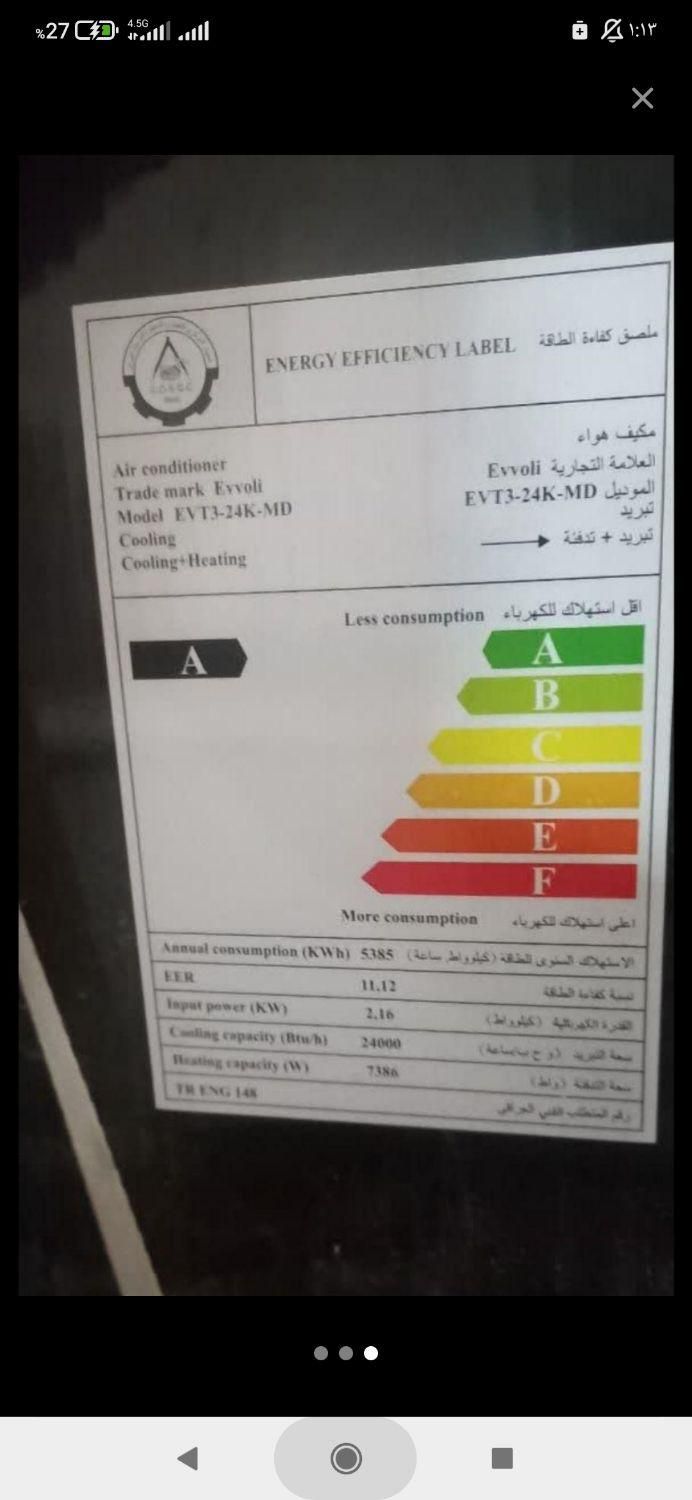 %27 4.5G ١:١٣
ENERGY EFFICIENCY LABEL ملصق كفاءة الطاقة
مكيف هواء
Air conditioner
العلامة التجارية Evvoli
Trade mark Evvoli
الموديل EVT3-24K-MD
Model EVT3-24K-MD
تبريد
Cooling
تبريد + تدفئة
Cooling+Heating
Less consumption اقل استهلاك للكهرباء
A
A
B
C
D
E
F
More consumption اعلى استهلاك للكهرباء
Annual consumption (KWh) 5385 الاستهلاك السنوي للطاقة (كيلوواط ساعة)
EER 11.12 نسبة كفاءة الطاقة
Input power (KW) 2.16 القدرة الكهربائية (كيلوواط)
Cooling capacity (Btu/h) 24000 سعة التبريد
Heating capacity (W) 7386 سعة التدفئة (واط)
TR ENG 148 رقم المتطلب الفني العراقي